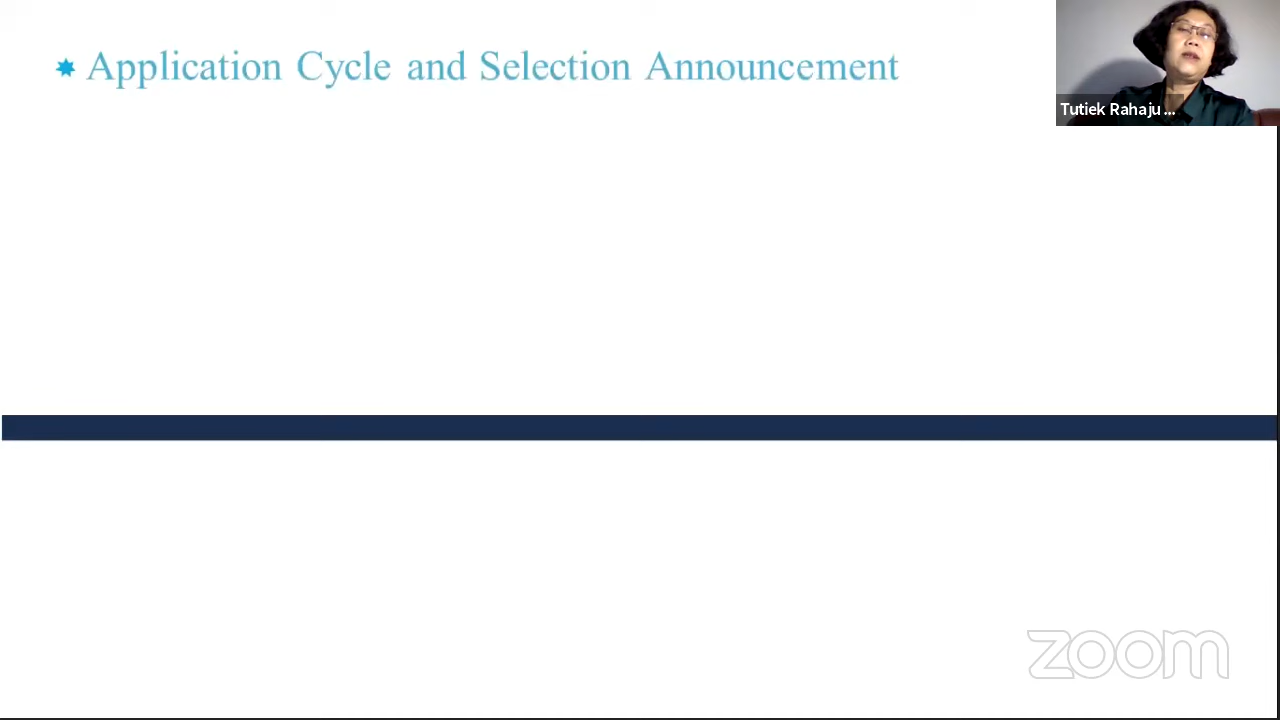 Application Cycle and Selection Announcement
Tutiek Rahaju ...
zoom